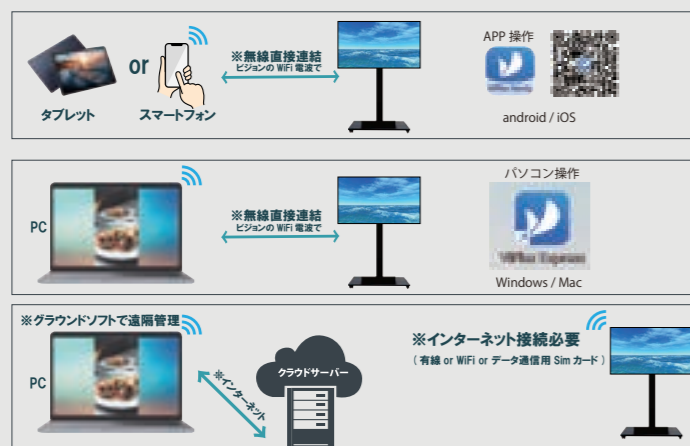 or
※無線直接連結
ビジョンの WiFi 電波で
タブレット
スマートフォン
APP 操作
android / iOS
PC
※無線直接連結
ビジョンの WiFi 電波で
パソコン操作
Windows / Mac
※グラウンドソフトで遠隔管理
PC
※インターネット
クラウドサーバー
※インターネット接続必要
( 有線 or WiFi or データ通信用 Sim カード )